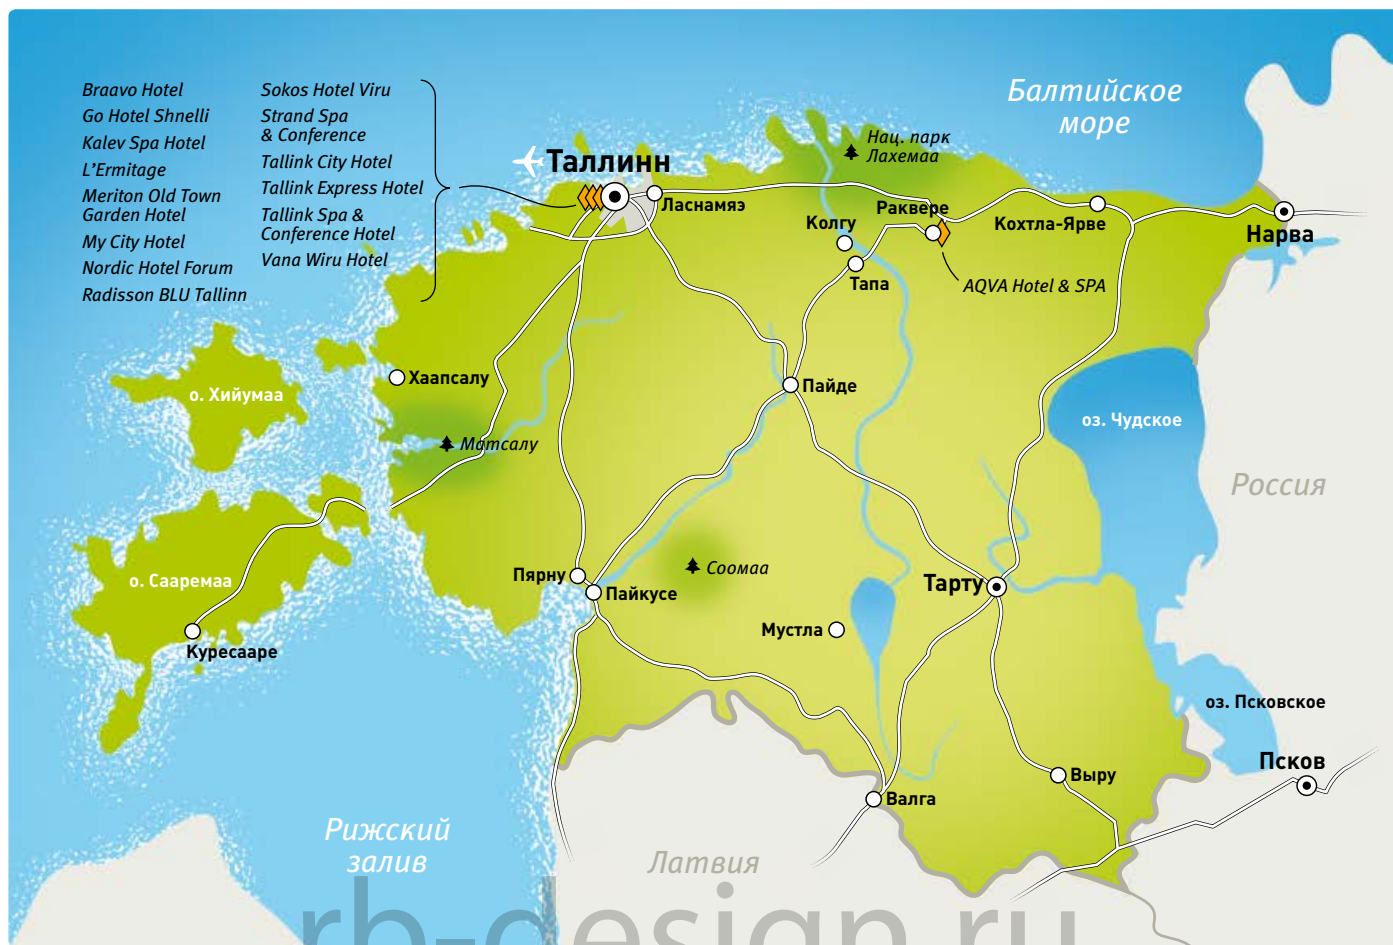 Braavo Hotel
Go Hotel Shnelli
Kalev Spa Hotel
L'Ermitage
Meriton Old Town
Garden Hotel
My City Hotel
Nordic Hotel Forum
Radisson BLU Tallinn
Sokos Hotel Viru
Strand Spa
& Conference
Tallink City Hotel
Tallink Express Hotel
Tallink Spa &
Conference Hotel
Vana Wiru Hotel
Балтийское
море
Нац. парк
Лахемаа
Таллинн
Ласнамяэ
Раквере
Колгу
Кохтла-Ярве
Нарва
Тапа
AQVA Hotel & SPA
Хаапсалу
Пайде
о. Хийумаа
оз. Чудское
Матсалу
Россия
Соомаа
о. Сааремаа
Пярну
Пайкусе
Тарту
Мустла
Куресааре
оз. Псковское
Псков
Выру
Валга
Рижский
залив
Латвия
rb-design.ru